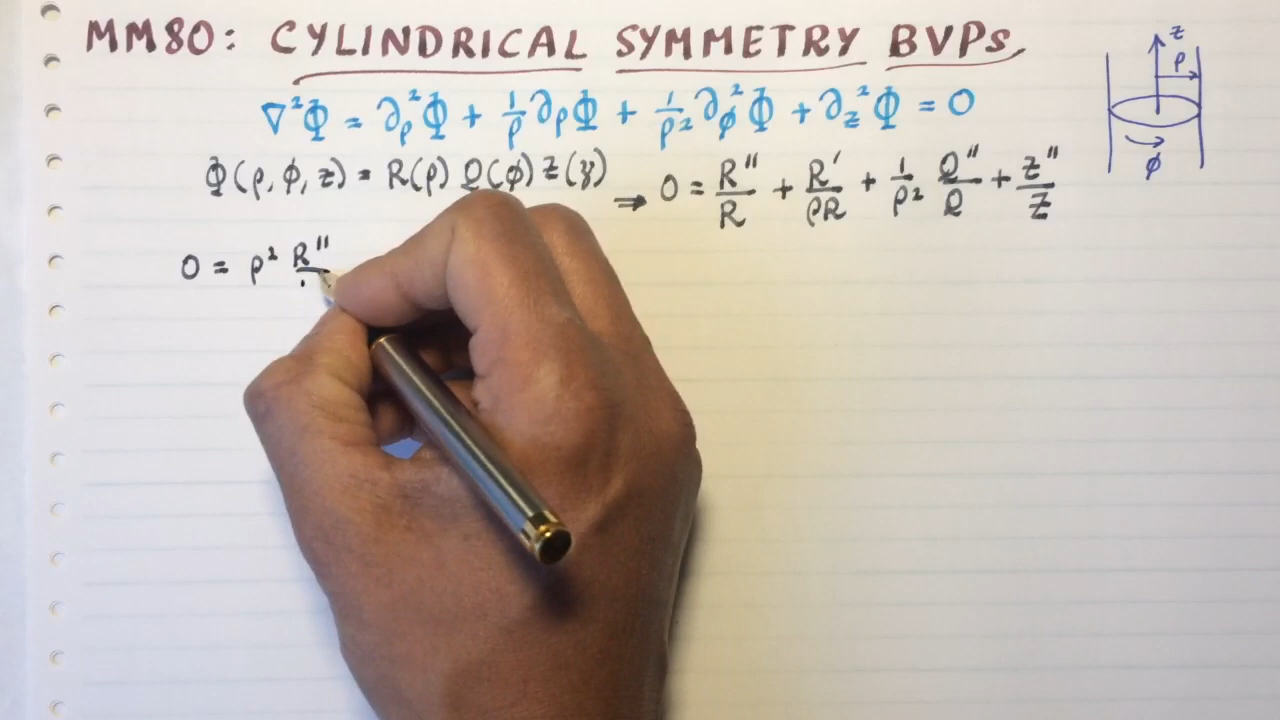 MM80: CYLINDRICAL SYMMETRY BVPs
∇²Φ = ∂ρ²Φ + 1/ρ ∂ρΦ + 1/ρ² ∂ϕ²Φ + ∂z²Φ = 0
Φ(ρ, ϕ, z) = R(ρ) Q(ϕ) Z(z) ⇒ 0 = R''/R + R'/ρR + 1/ρ² Q''/Q + Z''/Z
0 = ρ² R''
z
ρ
ϕ